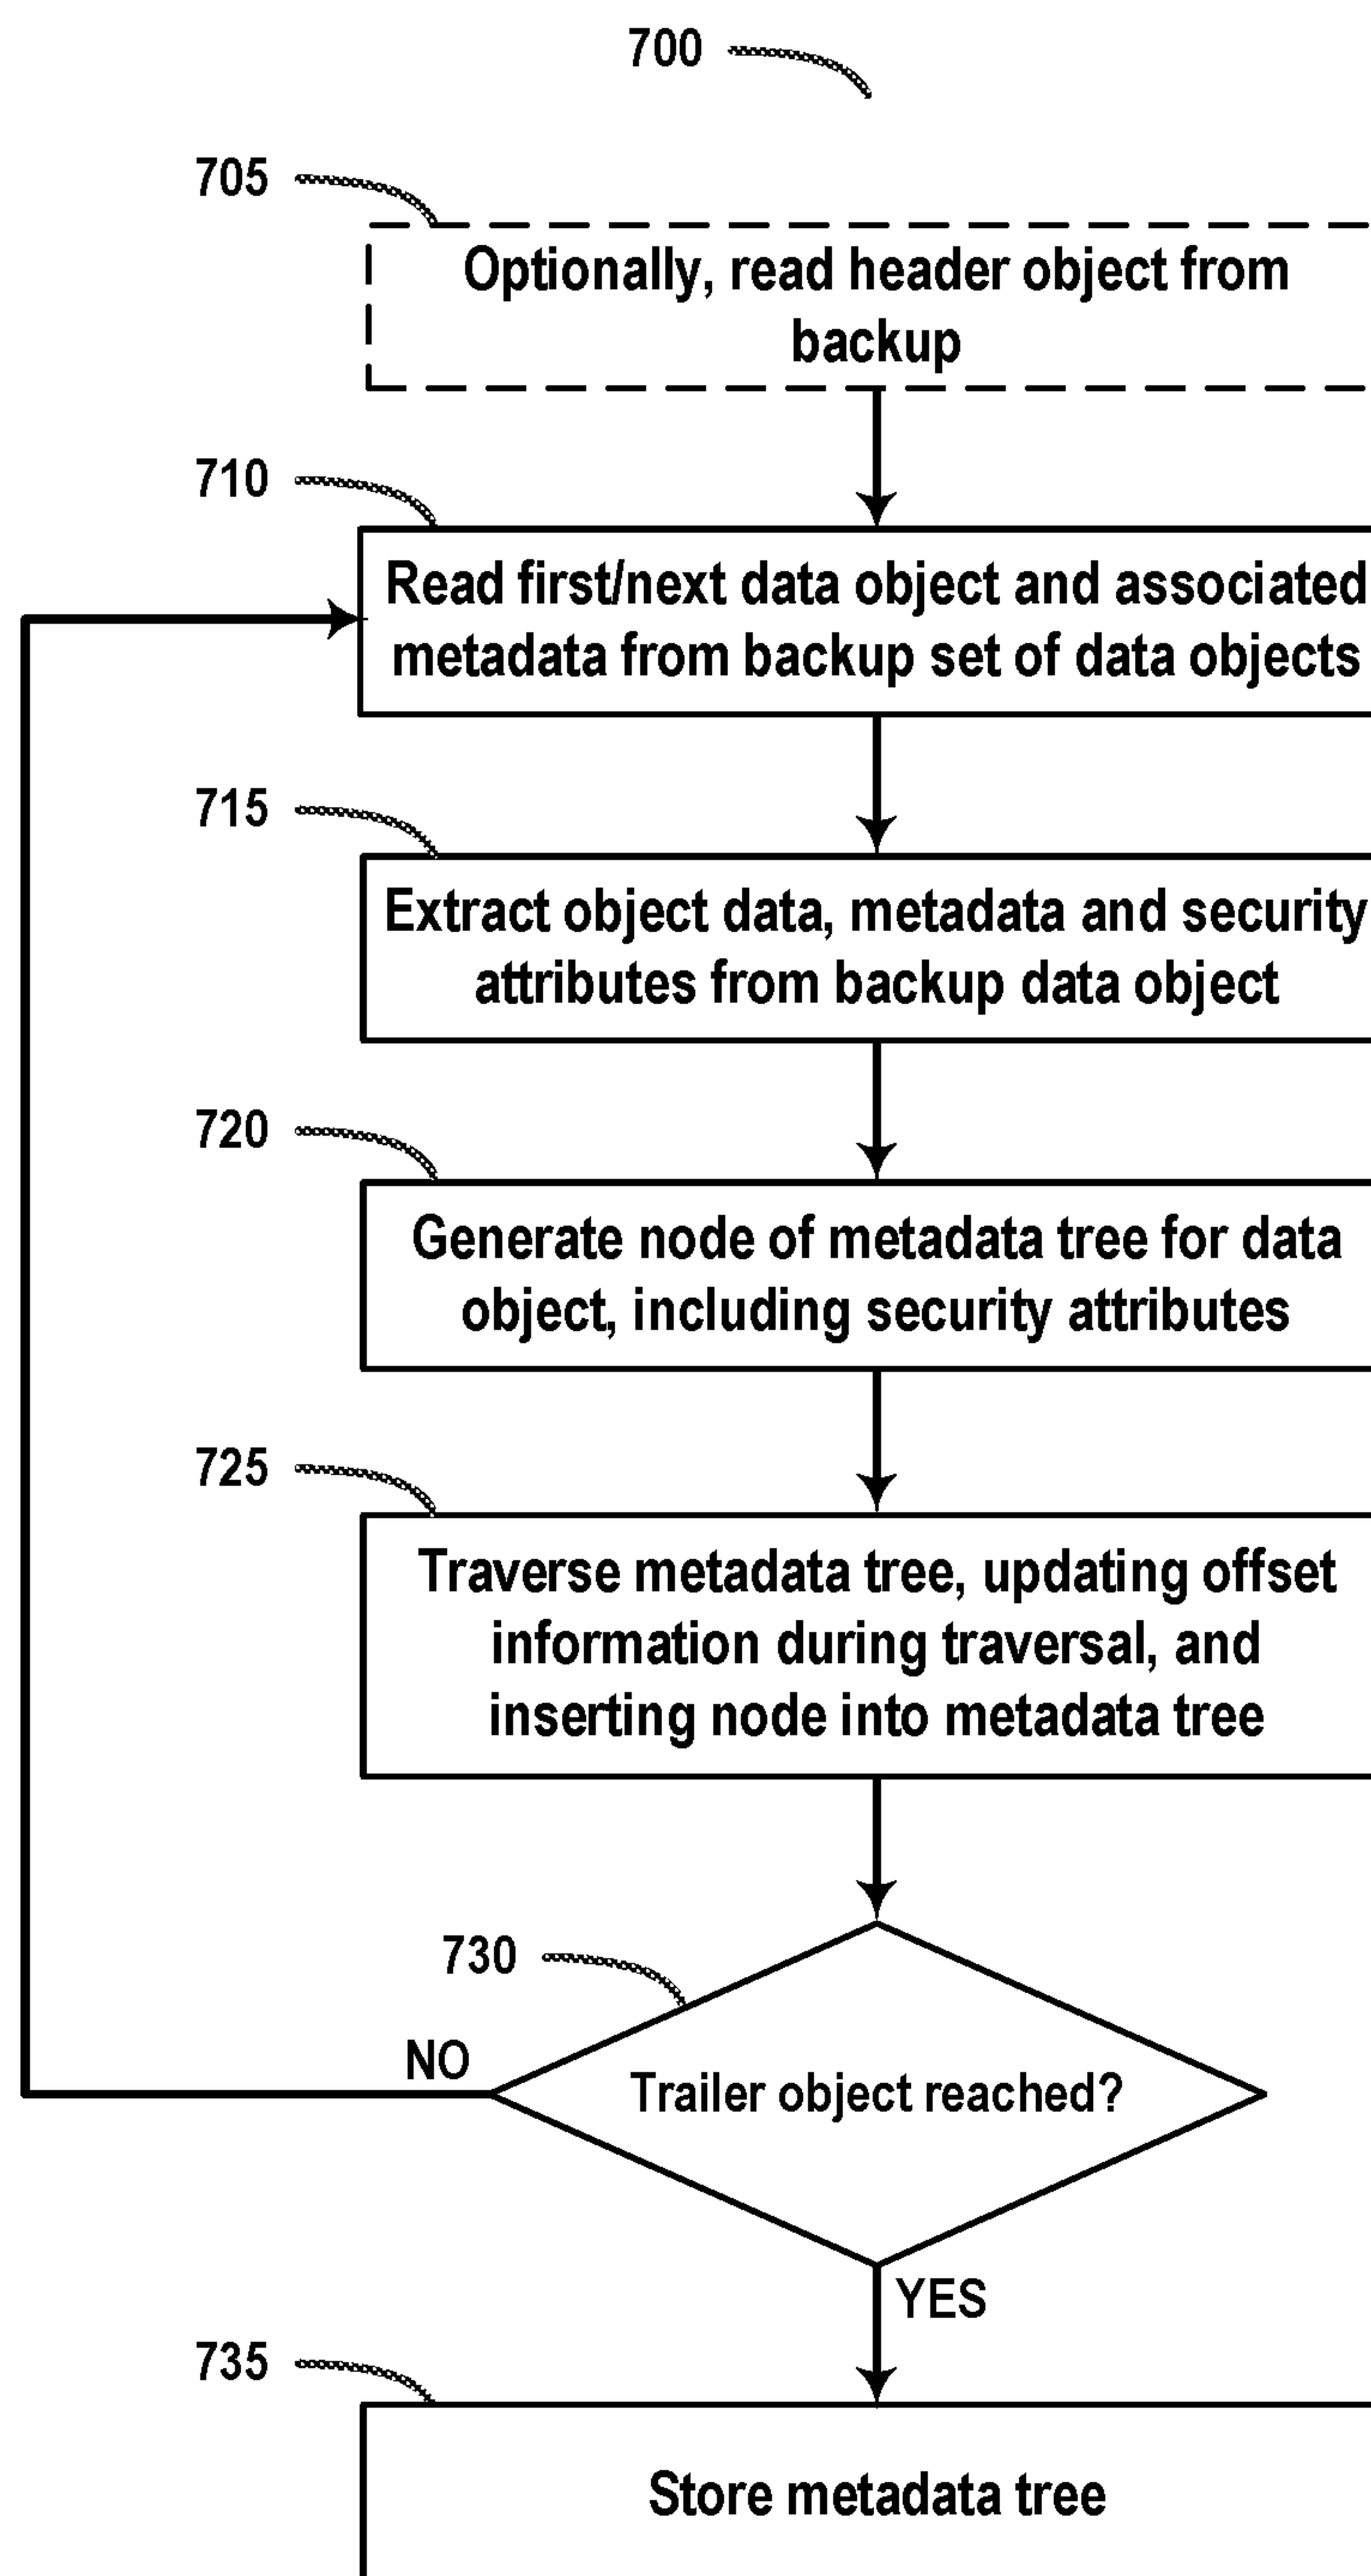 700
705
Optionally, read header object from
backup
710
Read first/next data object and associated
metadata from backup set of data objects
715
Extract object data, metadata and security
attributes from backup data object
720
Generate node of metadata tree for data
object, including security attributes
725
Traverse metadata tree, updating offset
information during traversal, and
inserting node into metadata tree
730
NO
Trailer object reached?
YES
735
Store metadata tree